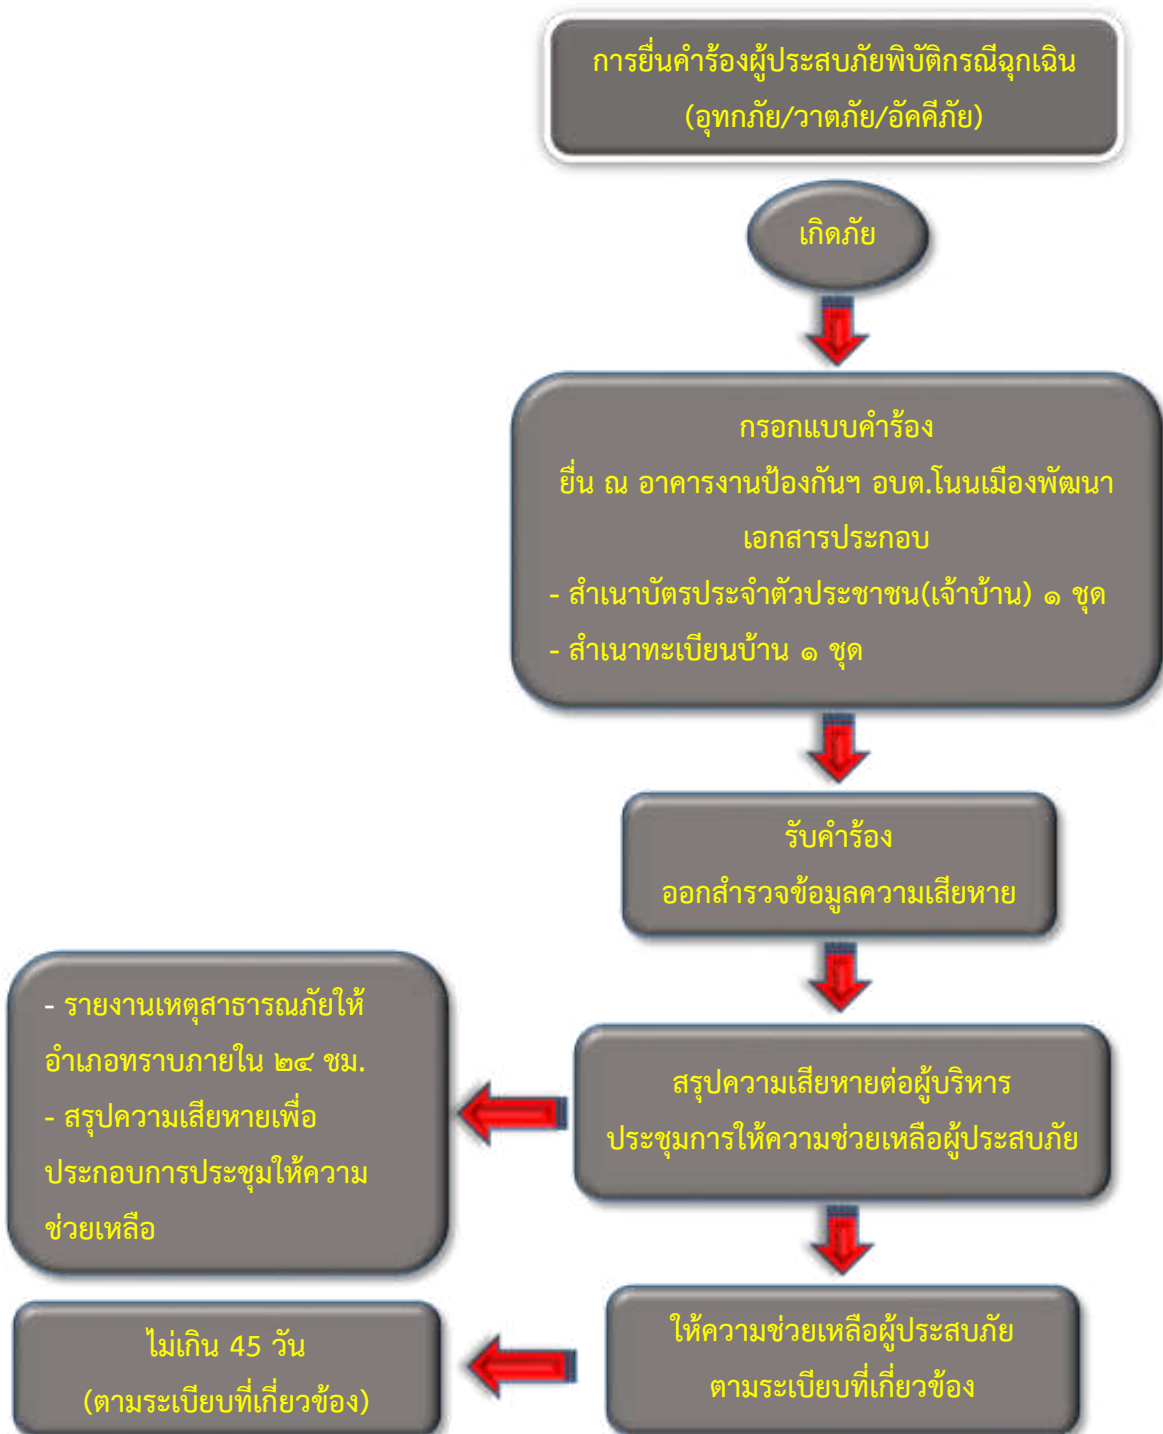 การยื่นคำร้องผู้ประสบภัยพิบัติกรณีฉุกเฉิน
(อุทกภัย/วาตภัย/อัคคีภัย)
เกิดภัย
กรอกแบบคำร้อง
ยื่น ณ อาคารงานป้องกันฯ อบต.โนนเมืองพัฒนา
เอกสารประกอบ
- สำเนาบัตรประจำตัวประชาชน(เจ้าบ้าน) ๑ ชุด
- สำเนาทะเบียนบ้าน ๑ ชุด
รับคำร้อง
ออกสำรวจข้อมูลความเสียหาย
สรุปความเสียหายต่อผู้บริหาร
ประชุมการให้ความช่วยเหลือผู้ประสบภัย
- รายงานเหตุสาธารณภัยให้
อำเภอทราบภายใน ๒๔ ชม.
- สรุปความเสียหายเพื่อ
ประกอบการประชุมให้ความ
ช่วยเหลือ
ให้ความช่วยเหลือผู้ประสบภัย
ตามระเบียบที่เกี่ยวข้อง
ไม่เกิน 45 วัน
(ตามระเบียบที่เกี่ยวข้อง)